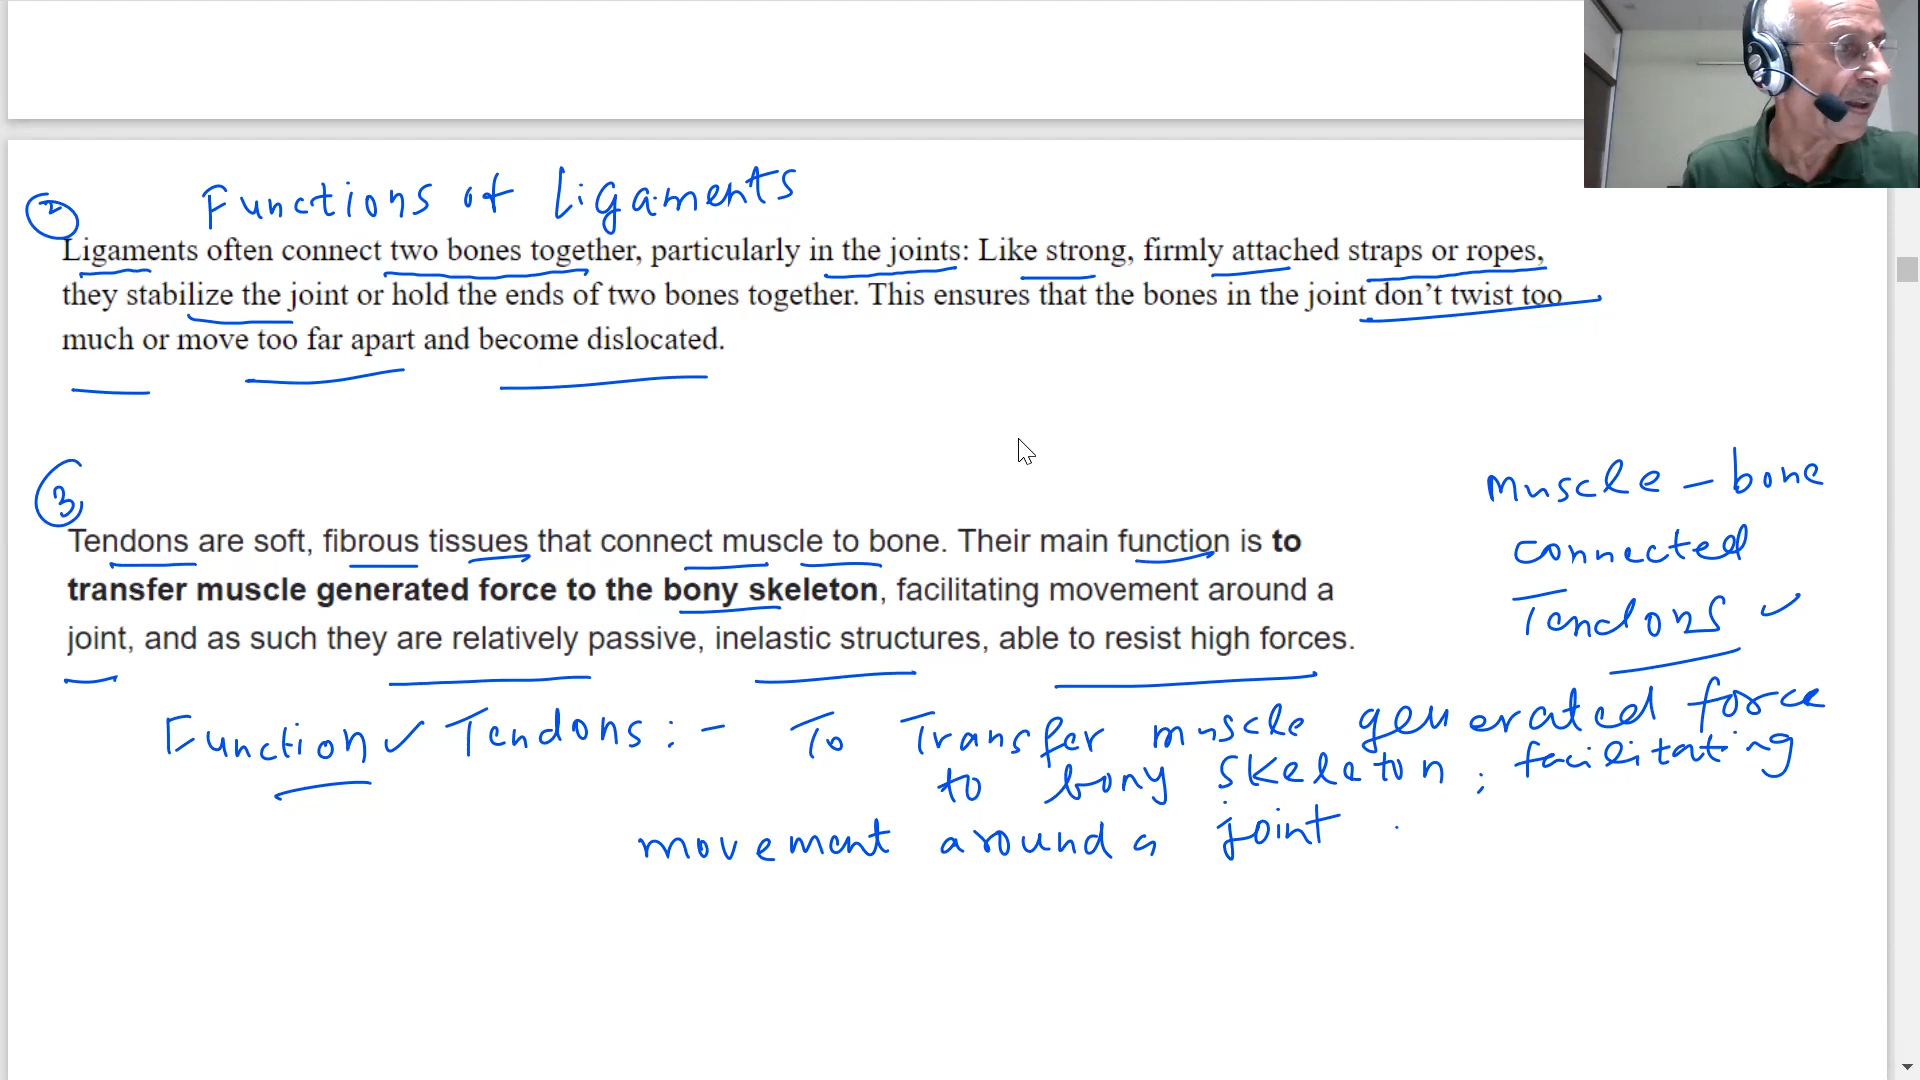 2 Functions of Ligaments
Ligaments often connect two bones together, particularly in the joints: Like strong, firmly attached straps or ropes,
they stabilize the joint or hold the ends of two bones together. This ensures that the bones in the joint don’t twist too
much or move too far apart and become dislocated.
3
Tendons are soft, fibrous tissues that connect muscle to bone. Their main function is to
transfer muscle generated force to the bony skeleton, facilitating movement around a
joint, and as such they are relatively passive, inelastic structures, able to resist high forces.
Muscle - bone
connected
Tendons ✓
Function ✓ Tendons :- To Transfer muscle generated force
to bony skeleton; facilitating
movement around a joint.